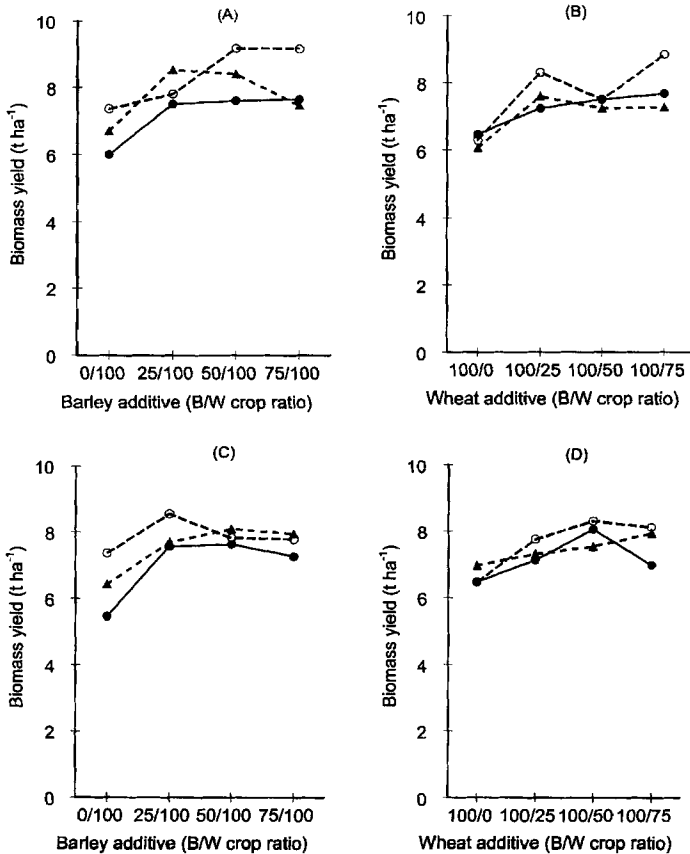 (A)
10
8
6
4
2
0
Biomass yield (t ha⁻¹)
0/100 25/100 50/100 75/100
Barley additive (B/W crop ratio)
(B)
10
8
6
4
2
0
Biomass yield (t ha⁻¹)
100/0 100/25 100/50 100/75
Wheat additive (B/W crop ratio)
(C)
10
8
6
4
2
0
Biomass yield (t ha⁻¹)
0/100 25/100 50/100 75/100
Barley additive (B/W crop ratio)
(D)
10
8
6
4
2
0
Biomass yield (t ha⁻¹)
100/0 100/25 100/50 100/75
Wheat additive (B/W crop ratio)